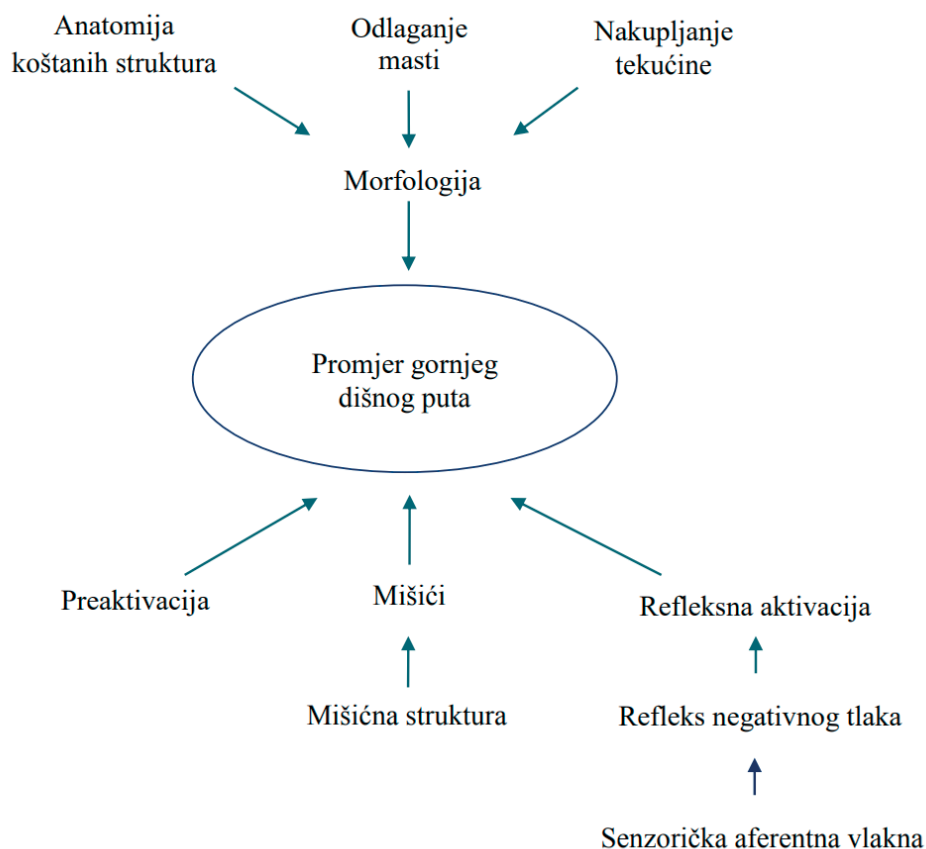 Anatomija
koštanih struktura
Odlaganje
masti
Nakupljanje
tekućine
Morfologija
Promjer gornjeg
dišnog puta
Preaktivacija
Mišići
Refleksna aktivacija
Mišićna struktura
Refleks negativnog tlaka
Senzorička aferentna vlakna